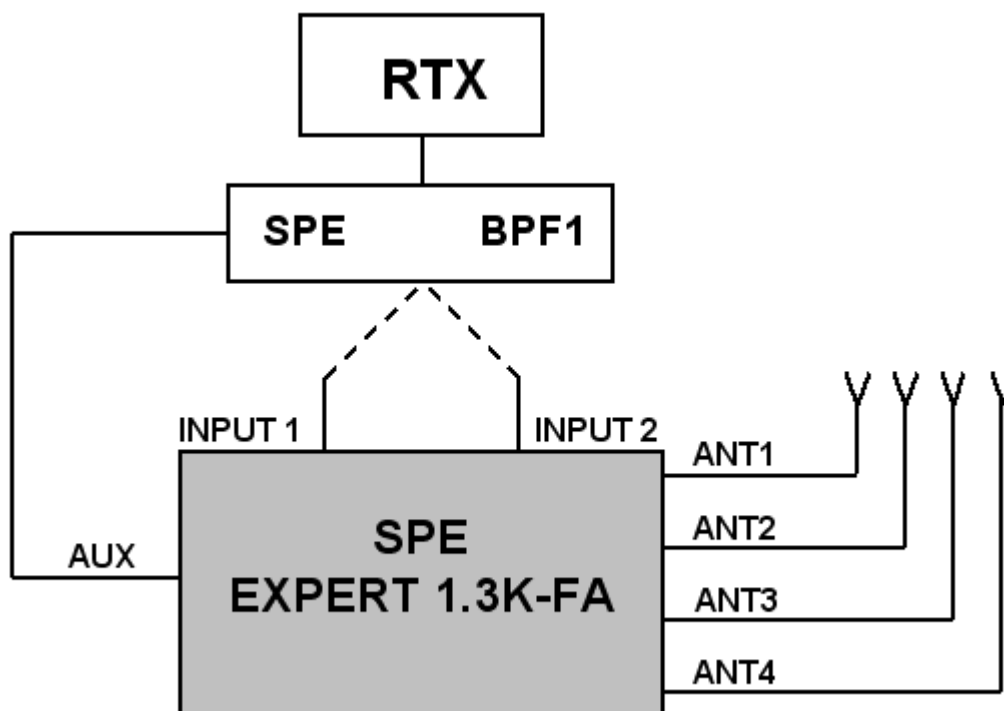 RTX
SPE BPF1
INPUT 1 INPUT 2
ANT1
SPE
ANT2
AUX
EXPERT 1.3K-FA
ANT3
ANT4